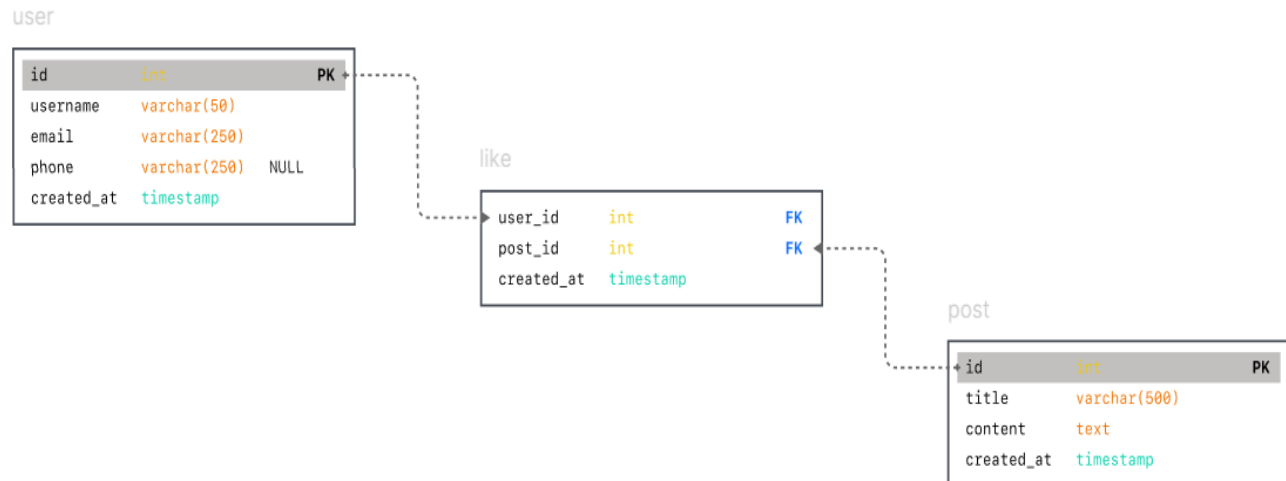 user
id int PK
username varchar(50)
email varchar(250)
phone varchar(250) NULL
created_at timestamp
like
user_id int FK
post_id int FK
created_at timestamp
post
id int PK
title varchar(500)
content text
created_at timestamp